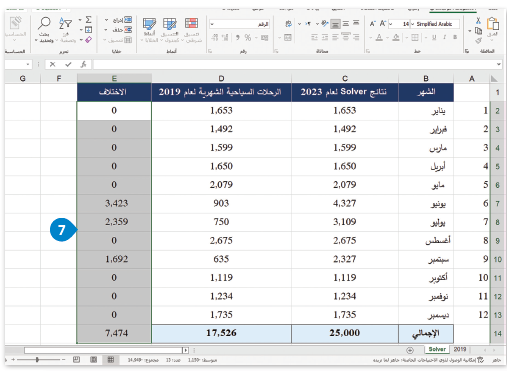 Simplified Arabic 14
الرقم
خلايا
G F E D C B A
الشهر نتائج Solver لعام 2023 الرحلات السياحية الشهرية لعام 2019 الاختلاف 1
1 يناير 1,653 1,653 0 2
2 فبراير 1,492 1,492 0 3
3 مارس 1,599 1,599 0 4
4 أبريل 1,650 1,650 0 5
5 مايو 2,079 2,079 0 6
6 يونيو 4,327 903 3,423 7
7 يوليو 3,109 750 2,359 8
8 أغسطس 2,675 2,675 0 9
9 سبتمبر 2,327 635 1,692 10
10 أكتوبر 1,119 1,119 0 11
11 نوفمبر 1,234 1,234 0 12
12 ديسمبر 1,735 1,735 0 13
الإجمالي 25,000 17,526 7,474 14
7
Solver 2019